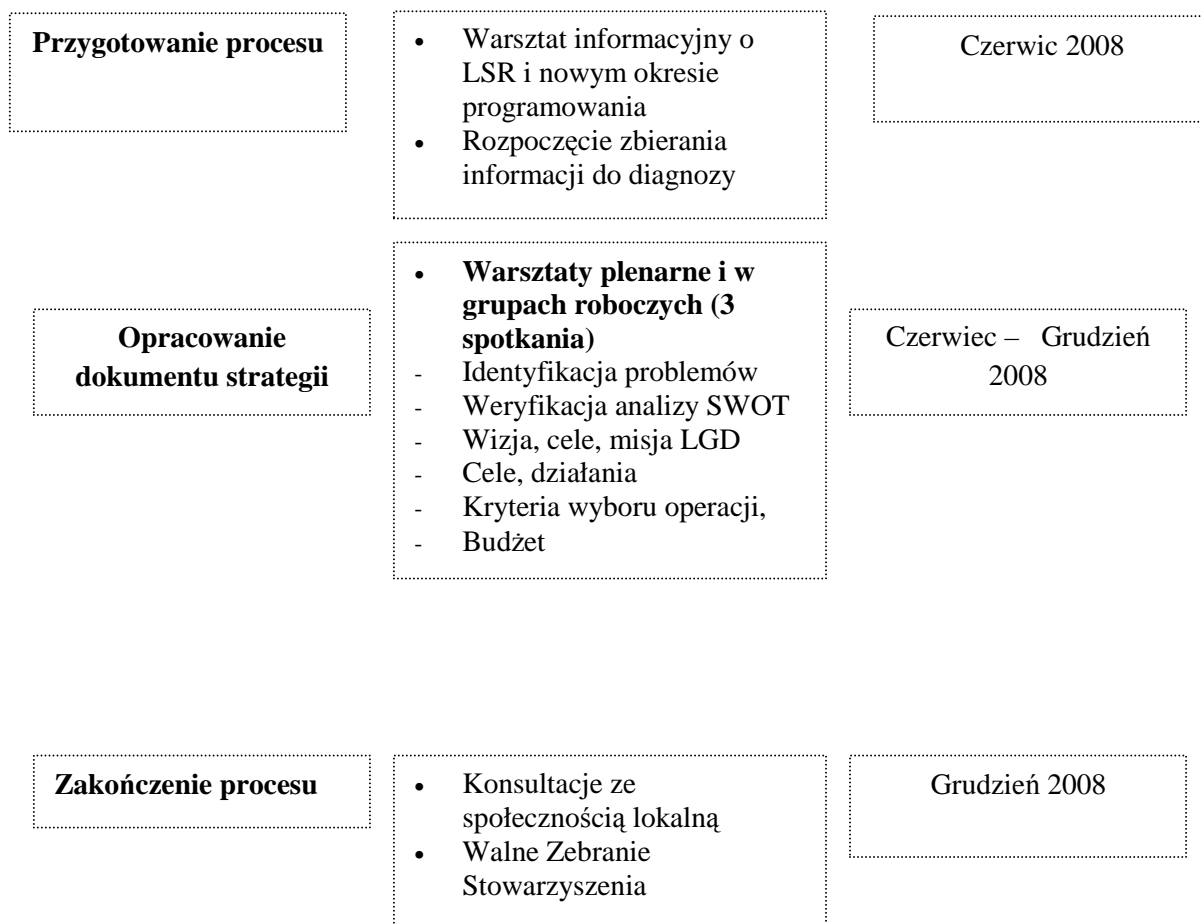 Przygotowanie procesu
• Warsztat informacyjny o
LSR i nowym okresie
programowania
• Rozpoczęcie zbierania
informacji do diagnozy
Czerwic 2008
Opracowanie
dokumentu strategii
• Warsztaty plenarne i w
grupach roboczych (3
spotkania)
- Identyfikacja problemów
- Weryfikacja analizy SWOT
- Wizja, cele, misja LGD
- Cele, działania
- Kryteria wyboru operacji,
- Budżet
Czerwiec – Grudzień
2008
Zakończenie procesu
• Konsultacje ze
społecznością lokalną
• Walne Zebranie
Stowarzyszenia
Grudzień 2008